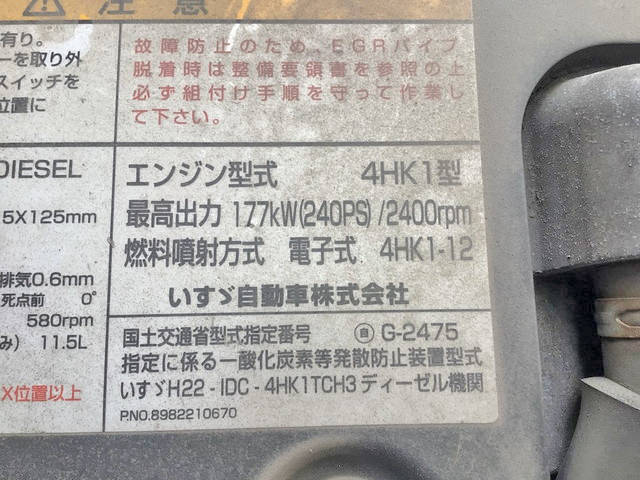 注 意
有り。
ーを取り外
スイッチを
位置に
故障防止のため、EGRパイプ
脱着時は整備要領書を参照の上
必ず組付け手順を守って作業し
て下さい。
DIESEL
5X125mm
排気0.6mm
死点前 0°
580rpm
み) 11.5L
X位置以上
エンジン型式 4HK1型
最高出力 177kW(240PS)/2400rpm
燃料噴射方式 電子式 4HK1-12
いすゞ自動車株式会社
国土交通省型式指定番号 自 G-2475
指定に係る一酸化炭素等発散防止装置型式
いすゞH22-IDC-4HK1TCH3ディーゼル機関
P.NO.8982210670